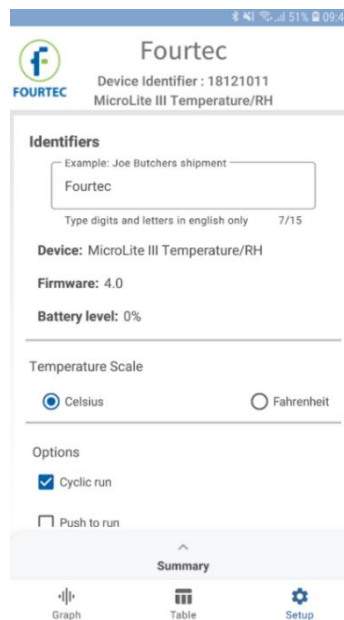 51% 09:4
Fourtec
FOURTEC
Device Identifier : 18121011
MicroLite III Temperature/RH
Identifiers
Example: Joe Butchers shipment
Fourtec
Type digits and letters in english only 7/15
Device: MicroLite III Temperature/RH
Firmware: 4.0
Battery level: 0%
Temperature Scale
Celsius Fahrenheit
Options
Cyclic run
Push to run
Summary
Graph Table Setup